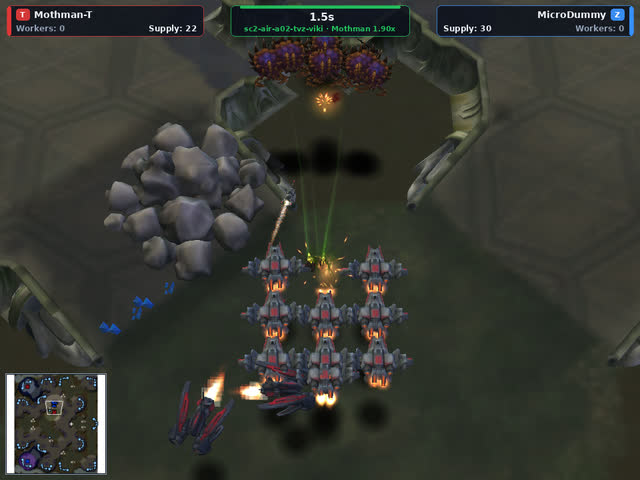 T Mothman-T
Workers: 0 Supply: 22
1.5s
sc2-air-a02-tvz-viki · Mothman 1.90x
MicroDummy Z
Supply: 30 Workers: 0